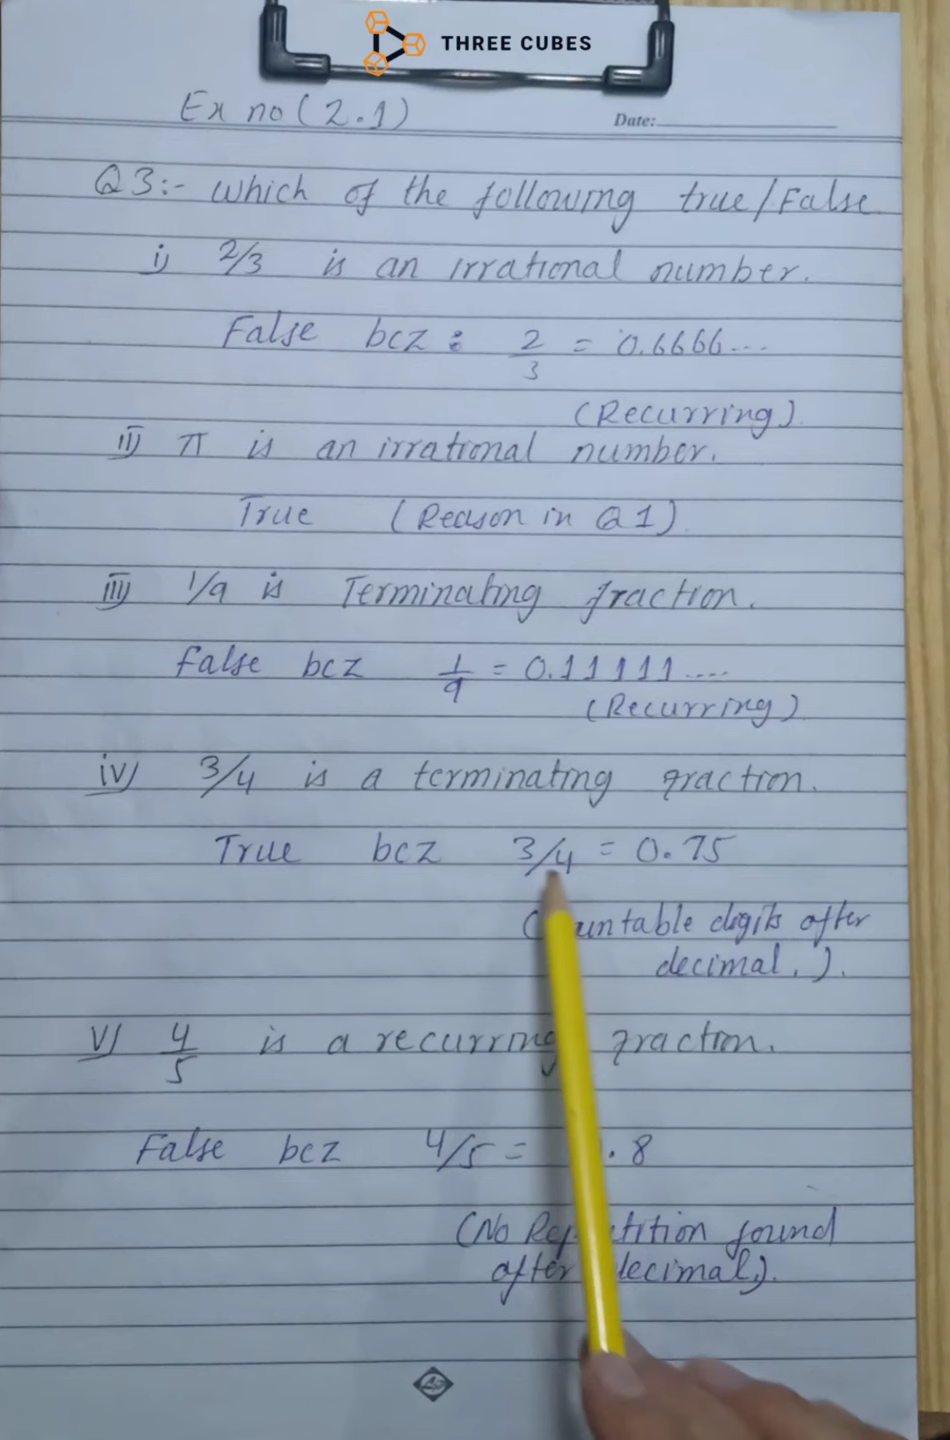 THREE CUBES
Ex no (2.1)
Date:
Q3:- which of the following true/False
i) 2/3 is an irrational number.
False bcz : 2/3 = 0.6666...
(Recurring).
ii) π is an irrational number.
True (Reason in Q1)
iii) 1/9 is Terminating fraction.
False bcz 1/9 = 0.11111....
(Recurring)
iv) 3/4 is a terminating fraction.
True bcz 3/4 = 0.75
digits after
decimal.).
v) 4/5 is a recurring fraction.
False bcz 4/5 = .8
(No found
after decimal).